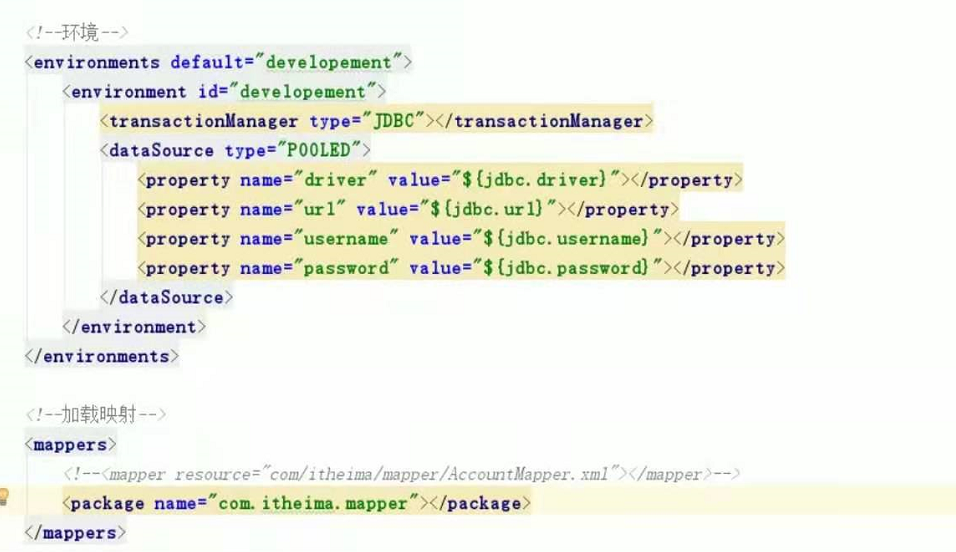 <!--环境-->
<environments default="developement">
<environment id="developement">
<transactionManager type="JDBC"></transactionManager>
<dataSource type="POOLED">
<property name="driver" value="${jdbc.driver}"></property>
<property name="url" value="${jdbc.url}"></property>
<property name="username" value="${jdbc.username}"></property>
<property name="password" value="${jdbc.password}"></property>
</dataSource>
</environment>
</environments>
<!--加载映射-->
<mappers>
<!--<mapper resource="com/itheima/mapper/AccountMapper.xml"></mapper>-->
<package name="com.itheima.mapper"></package>
</mappers>